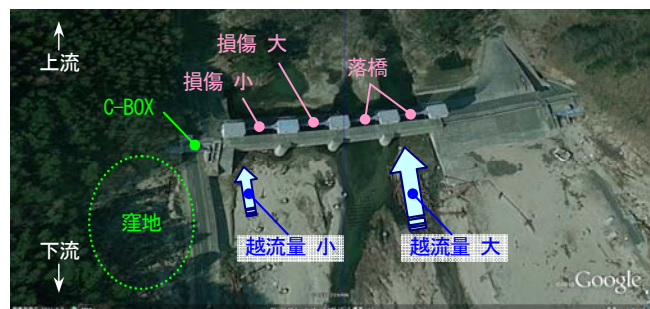 上流
損傷 大
損傷 小
落橋
C-BOX
窪地
下流
越流量 小
越流量 大
Google